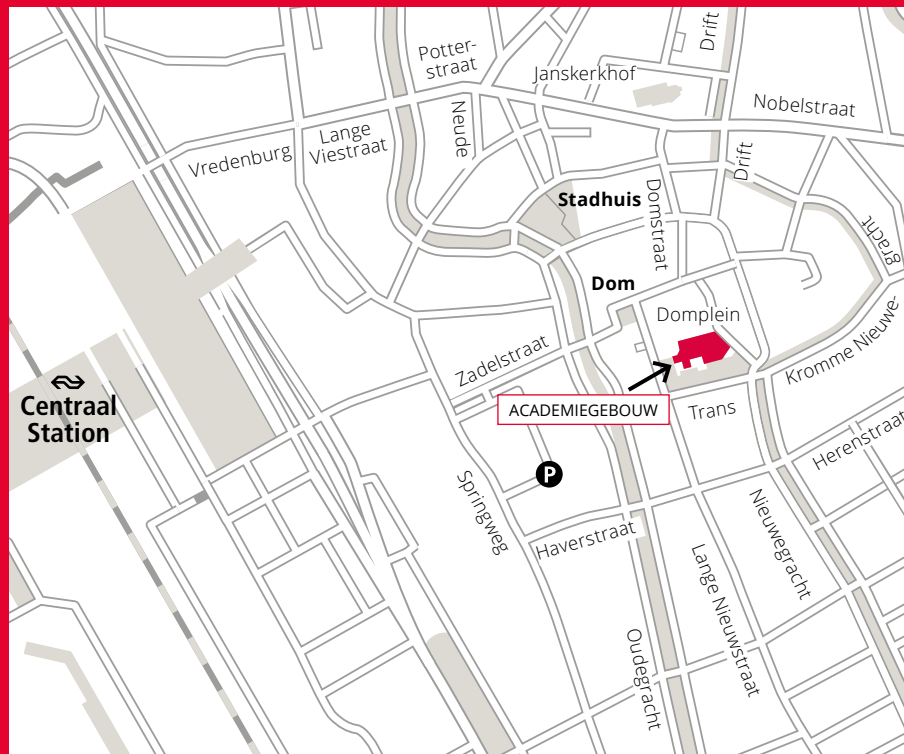 Potter-
straat
Drift
Janskerkhof
Nobelstraat
Neude
Lange
Viestraat
Vredenburg
Drift
Stadhuis
Domstraat
Kromme Nieuwe-
gracht
Dom
Domplein
Zadelstraat
Centraal
Station
ACADEMIEGEBOUW
Trans
Herenstraat
P
Springweg
Haverstraat
Nieuwegracht
Lange Nieuwstraat
Oudegracht